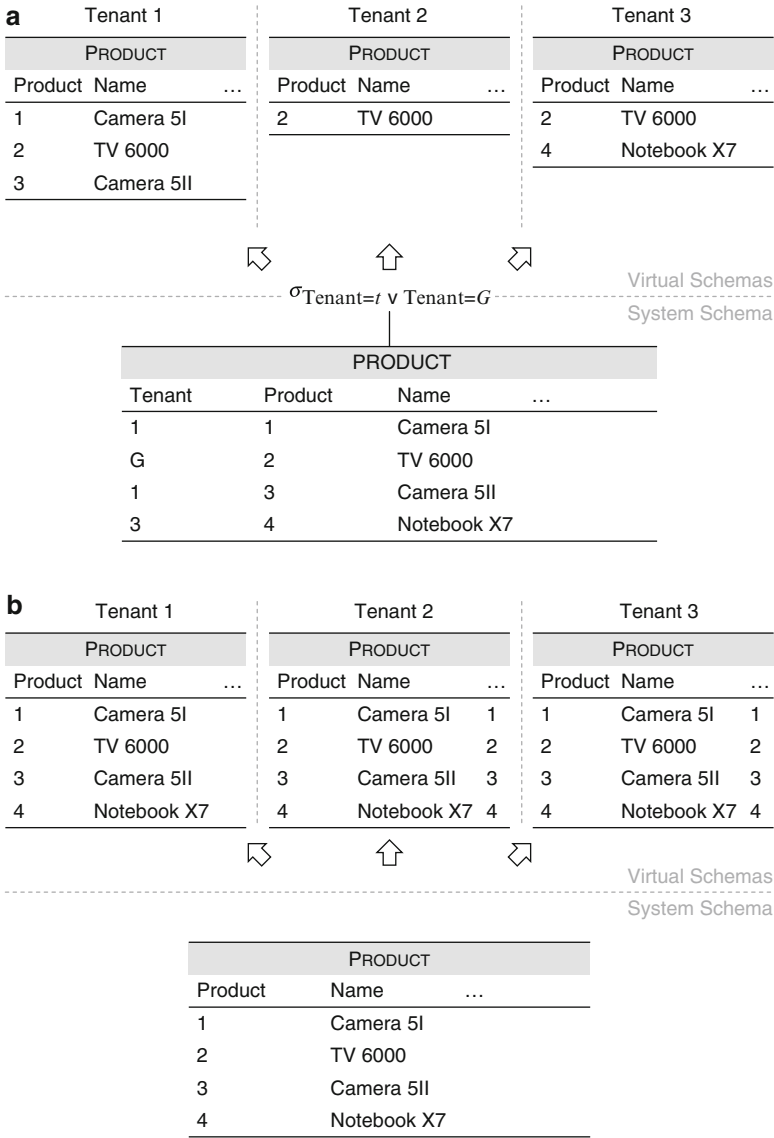 a
Tenant 1 Tenant 2 Tenant 3
PRODUCT PRODUCT PRODUCT
Product Name … Product Name … Product Name …
1 Camera 5I 2 TV 6000 2 TV 6000
2 TV 6000 4 Notebook X7
3 Camera 5II
Virtual Schemas
σTenant=t ∨ Tenant=G
System Schema
PRODUCT
Tenant Product Name …
1 1 Camera 5I
G 2 TV 6000
1 3 Camera 5II
3 4 Notebook X7
b
Tenant 1 Tenant 2 Tenant 3
PRODUCT PRODUCT PRODUCT
Product Name … Product Name … Product Name …
1 Camera 5I 1 Camera 5I 1 1 Camera 5I 1
2 TV 6000 2 TV 6000 2 2 TV 6000 2
3 Camera 5II 3 Camera 5II 3 3 Camera 5II 3
4 Notebook X7 4 Notebook X7 4 4 Notebook X7 4
Virtual Schemas
System Schema
PRODUCT
Product Name …
1 Camera 5I
2 TV 6000
3 Camera 5II
4 Notebook X7